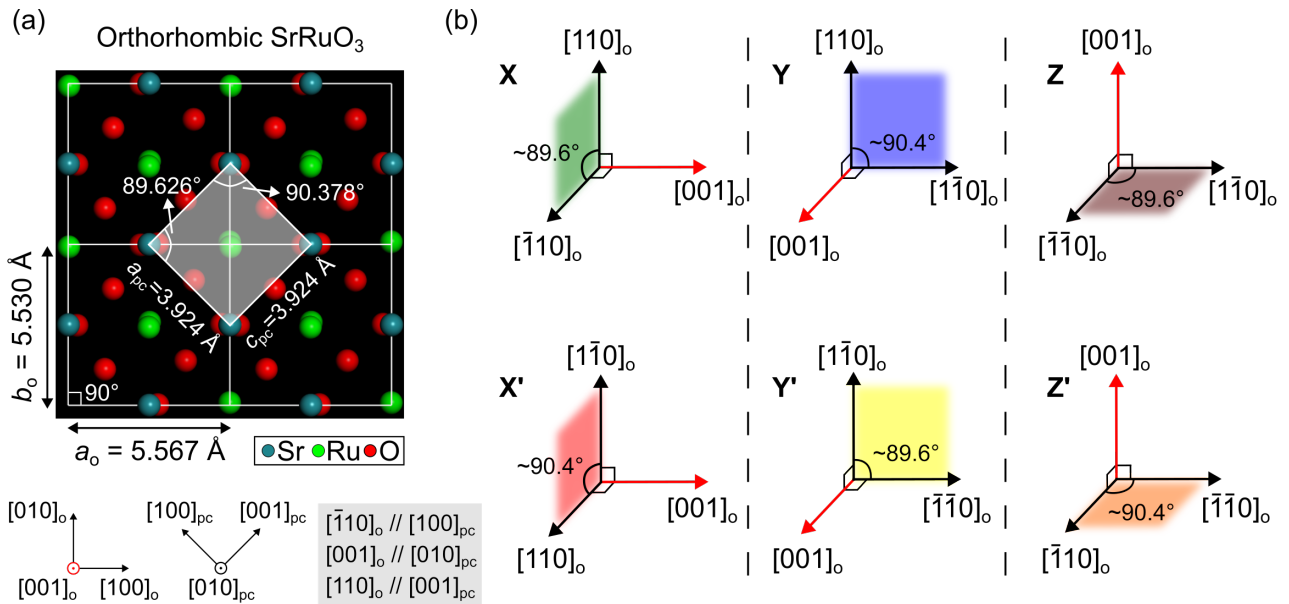 (a)
Orthorhombic SrRuO₃
89.626°
90.378°
aₚc =3.924 Å
cₚc=3.924 Å
bₒ = 5.530 Å
90°
aₒ = 5.567 Å
Sr Ru O
[010]ₒ
[001]ₒ
[100]ₒ
[100]pc
[001]pc
[010]pc
[1̄10]ₒ // [100]pc
[001]ₒ // [010]pc
[110]ₒ // [001]pc
(b)
X
[110]ₒ
~89.6°
[001]ₒ
[1̄10]ₒ
Y
[110]ₒ
~90.4°
[11̄0]ₒ
[001]ₒ
Z
[001]ₒ
[11̄0]ₒ
~89.6°
[1̄1̄0]ₒ
X'
[11̄0]ₒ
~90.4°
[001]ₒ
[110]ₒ
Y'
[11̄0]ₒ
~89.6°
[1̄1̄0]ₒ
[001]ₒ
Z'
[001]ₒ
[1̄1̄0]ₒ
~90.4°
[1̄10]ₒ